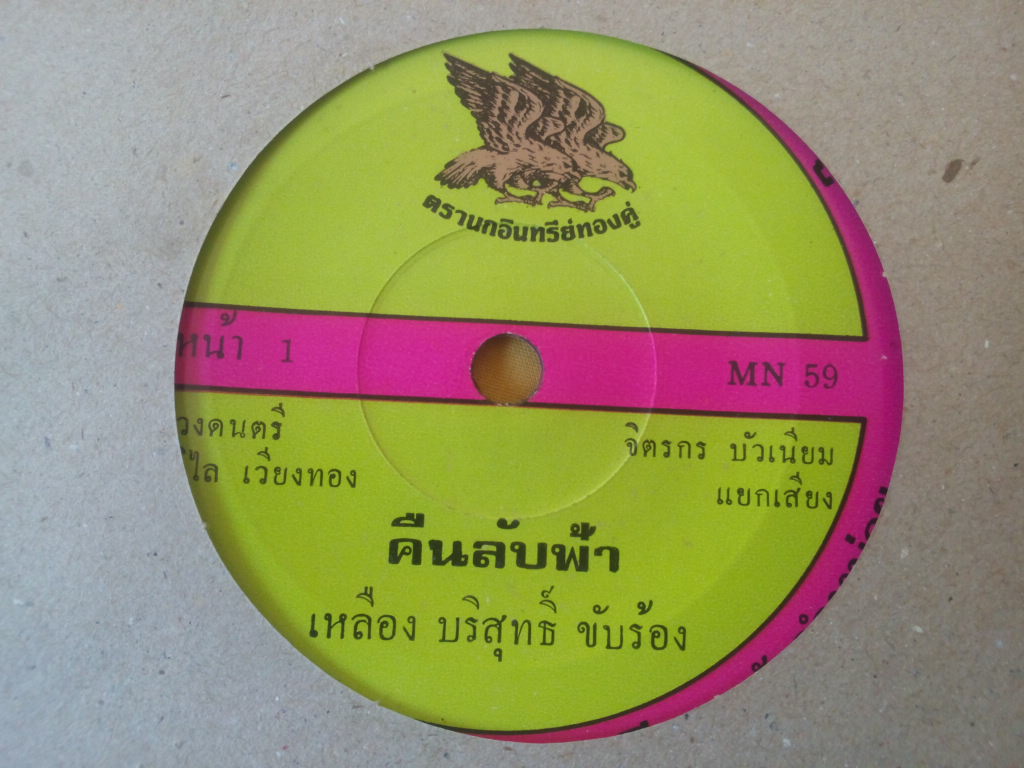 ตรานกอินทรีย์ทองคู่
หน้า 1
MN 59
วงดนตรี
เวียงทอง
จิตรกร บัวเนียม
แยกเสียง
คืนลับฟ้า
เหลือง บริสุทธิ์ ขับร้อง